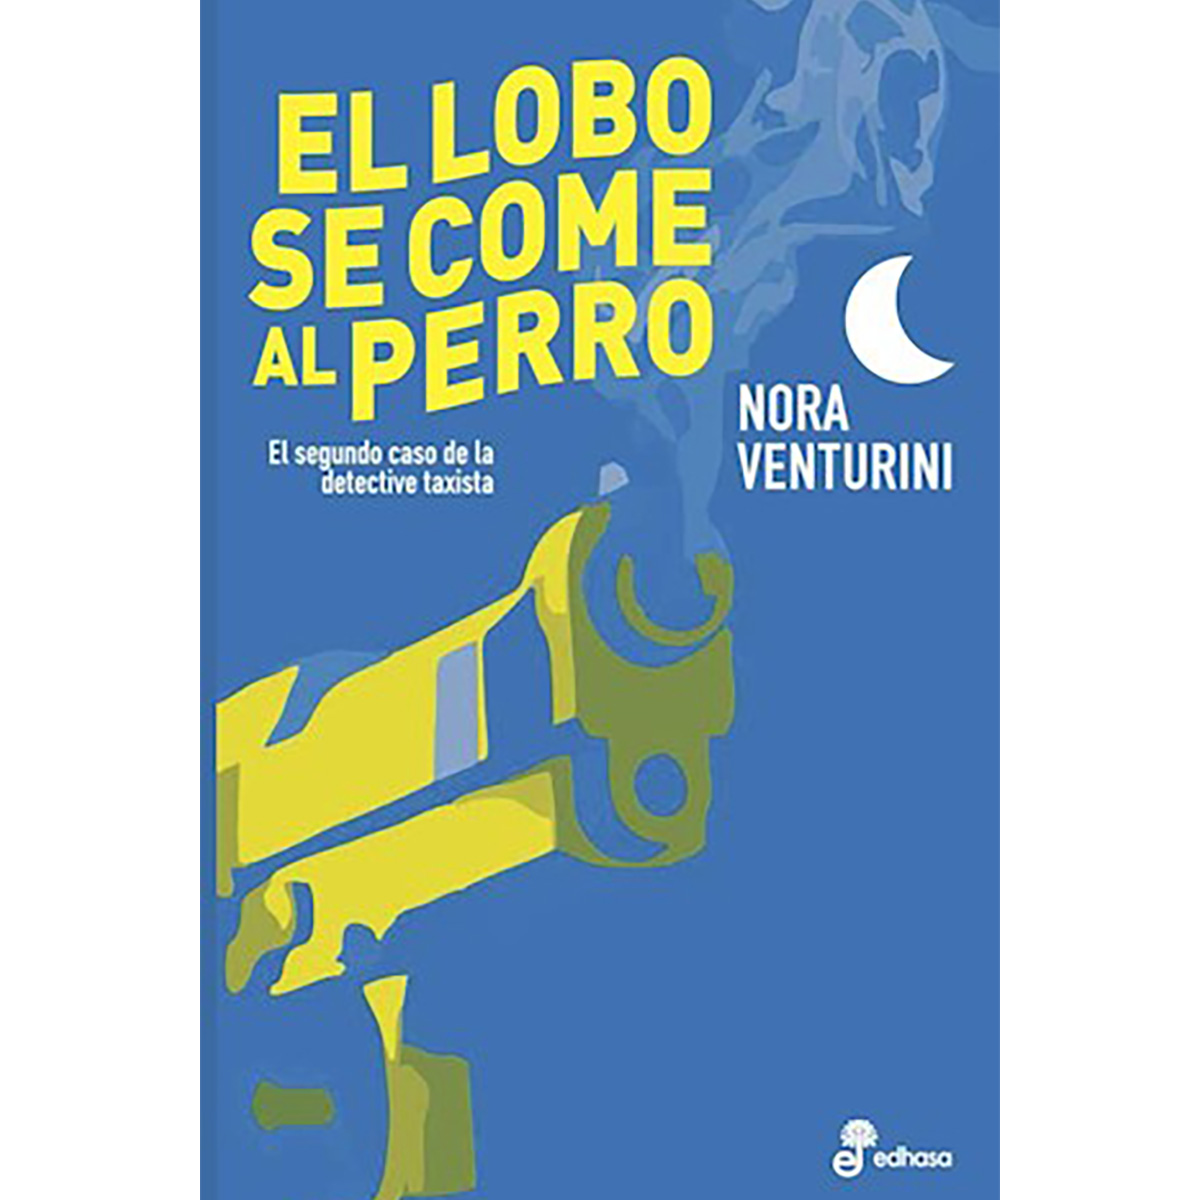 EL LOBO
SE COME
AL PERRO
El segundo caso de la
detective taxista
NORA
VENTURINI
edhasa